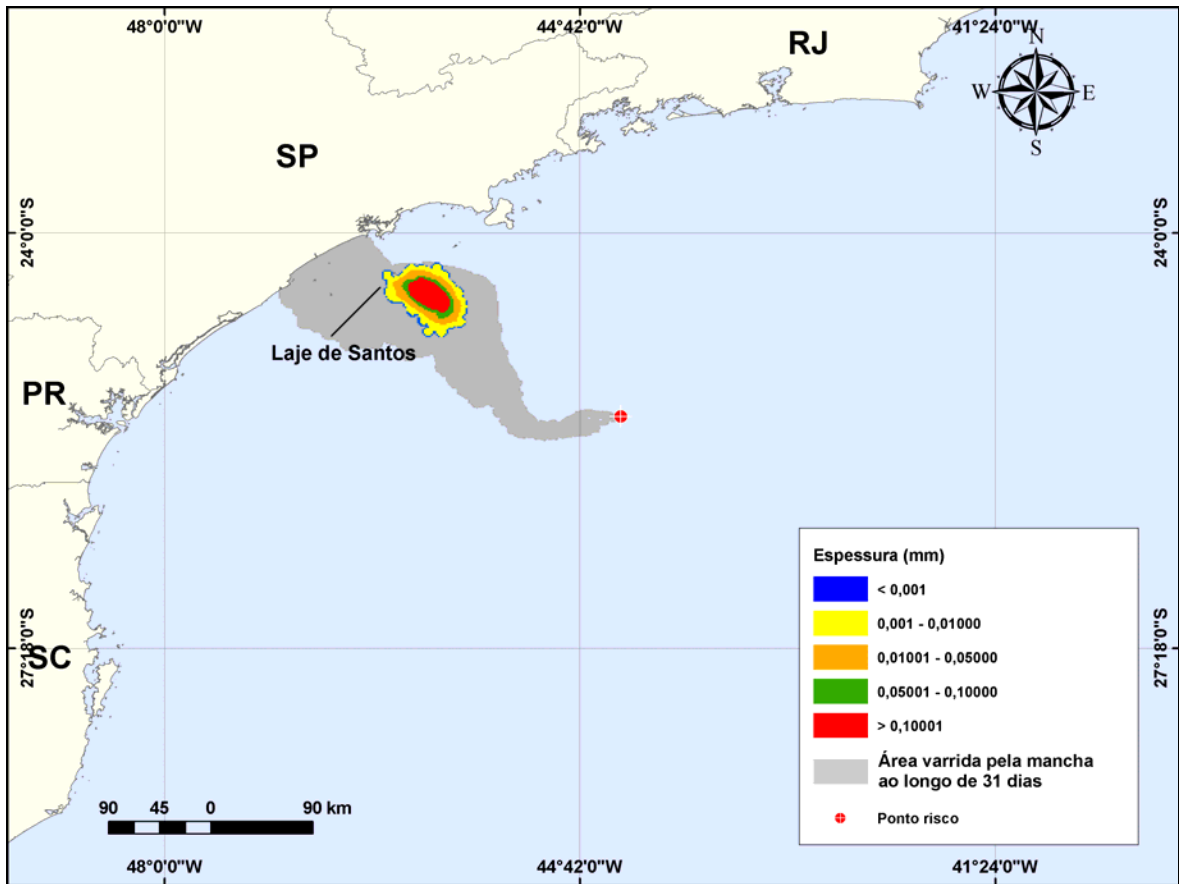 48°0'0"W
44°42'0"W
41°24'0"W
RJ
N
W
E
S
SP
24°0'0"S
24°0'0"S
Laje de Santos
PR
Espessura (mm)
< 0,001
0,001 - 0,01000
0,01001 - 0,05000
0,05001 - 0,10000
> 0,10001
Área varrida pela mancha
ao longo de 31 dias
Ponto risco
27°18'0"S
27°18'0"S
SC
90 45 0 90 km
48°0'0"W
44°42'0"W
41°24'0"W